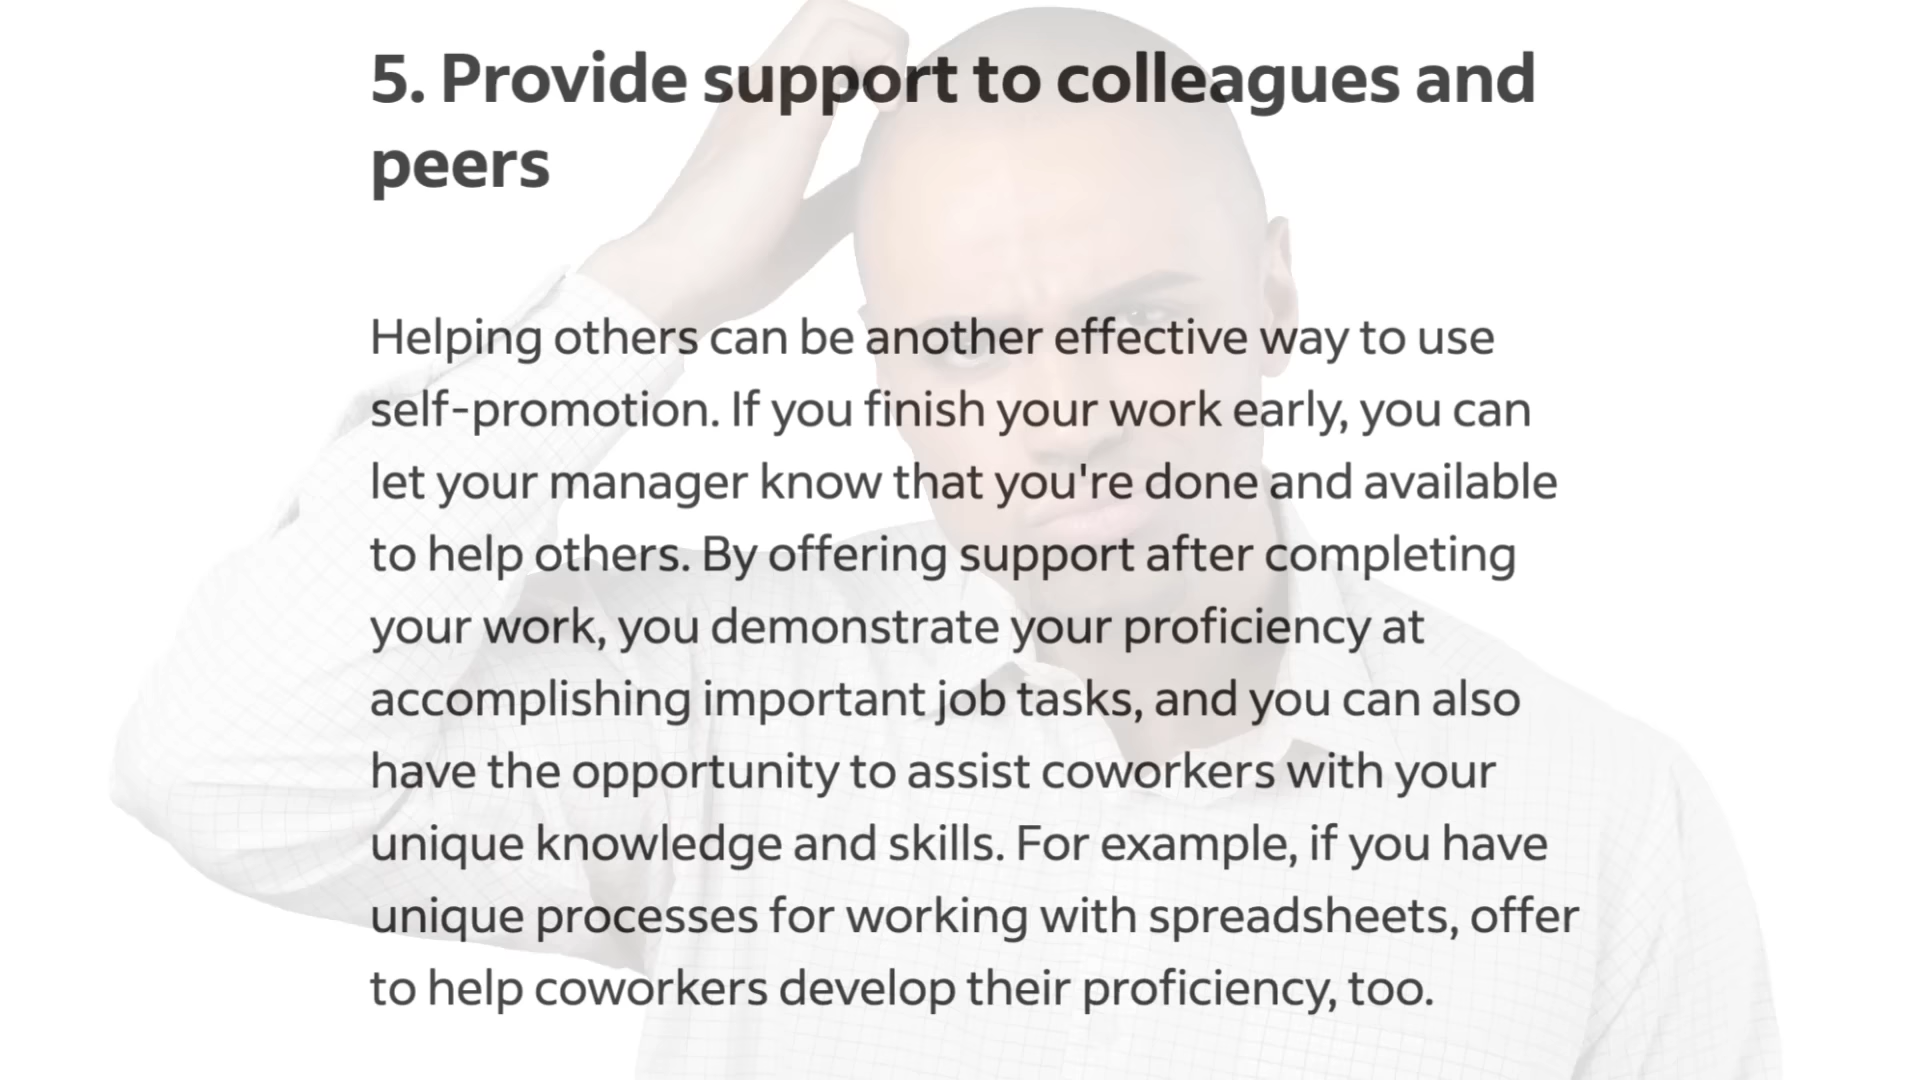 5. Provide support to colleagues and
peers
Helping others can be another effective way to use
self-promotion. If you finish your work early, you can
let your manager know that you're done and available
to help others. By offering support after completing
your work, you demonstrate your proficiency at
accomplishing important job tasks, and you can also
have the opportunity to assist coworkers with your
unique knowledge and skills. For example, if you have
unique processes for working with spreadsheets, offer
to help coworkers develop their proficiency, too.